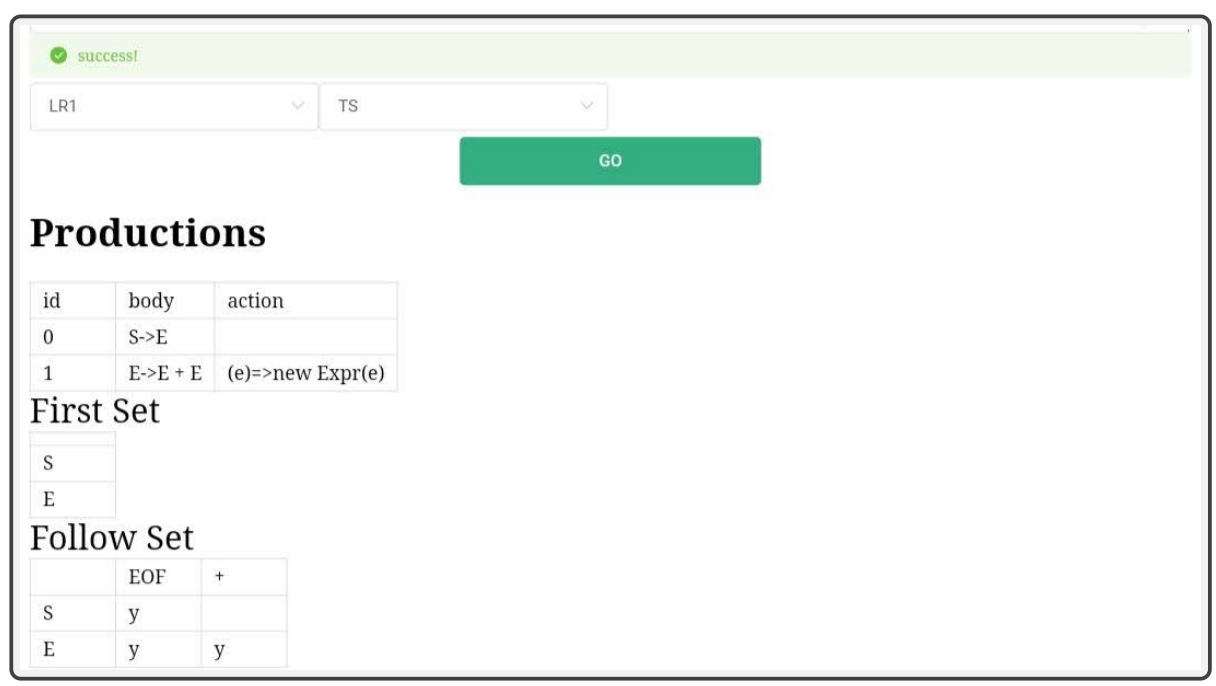 success!
LR1 TS
GO
Productions
id body action
0 S->E
1 E->E + E (e)=>new Expr(e)
First Set
S
E
Follow Set
EOF +
S y
E y y